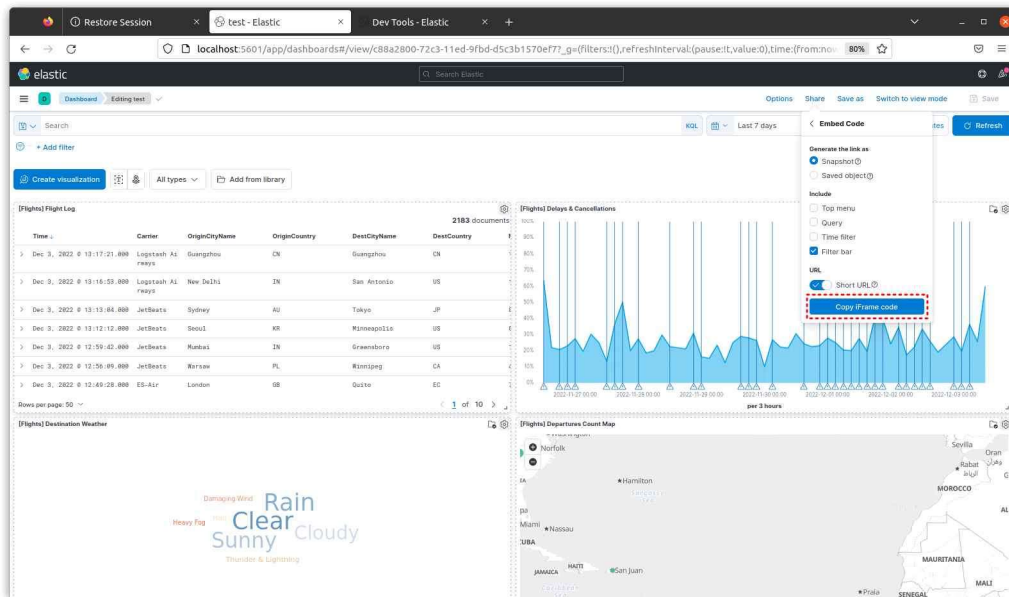 Restore Session × test - Elastic × Dev Tools - Elastic × +
localhost:5601/app/dashboards#/view/c88a2800-72c3-11ed-9fbd-d5c3b1570ef7?_g=(filters:!(),refreshInterval:(pause:!t,value:0),time:(from:now- 80%
elastic
Search Elastic
D Dashboard Editing test
Options Share Save as Switch to view mode Save
Search KQL Last 7 days
Refresh
+ Add filter
Create visualization All types Add from library
Embed Code
Generate the link as
Snapshot
Saved object
Include
Top menu
Query
Time filter
Filter bar
URL
Short URL
Copy iFrame code
[Flights] Flight Log
2183 documents
Time Carrier OriginCityName OriginCountry DestCityName DestCountry
Dec 3, 2022 @ 13:17:21.000 Logstash Airways Guangzhou CN Guangzhou CN
Dec 3, 2022 @ 13:16:53.000 Logstash Airways New Delhi IN San Antonio US
Dec 3, 2022 @ 13:13:04.000 JetBeats Sydney AU Tokyo JP
Dec 3, 2022 @ 13:12:12.000 JetBeats Seoul KR Minneapolis US
Dec 3, 2022 @ 12:59:42.000 JetBeats Mumbai IN Greensboro US
Dec 3, 2022 @ 12:56:09.000 JetBeats Warsaw PL Winnipeg CA
Dec 3, 2022 @ 12:49:28.000 ES-Air London GB Quito EC
Rows per page: 50
1 of 10
[Flights] Delays & Cancellations
100%
90%
80%
70%
60%
50%
40%
30%
20%
10%
0%
2022-11-27 00:00 2022-11-28 00:00 2022-11-29 00:00 2022-11-30 00:00 2022-12-01 00:00 2022-12-02 00:00 2022-12-03 00:00
per 3 hours
[Flights] Destination Weather
Damaging Wind
Rain
Heavy Fog
Clear
Cloudy
Sunny
Thunder & Lightning
[Flights] Departures Count Map
Norfolk
Hamilton
Miami
Nassau
CUBA
JAMAICA
HAITI
San Juan
Sevilla
Oran
وهران
Rabat
الرباط
MOROCCO
MAURITANIA
MALI
Praia
SENEGAL